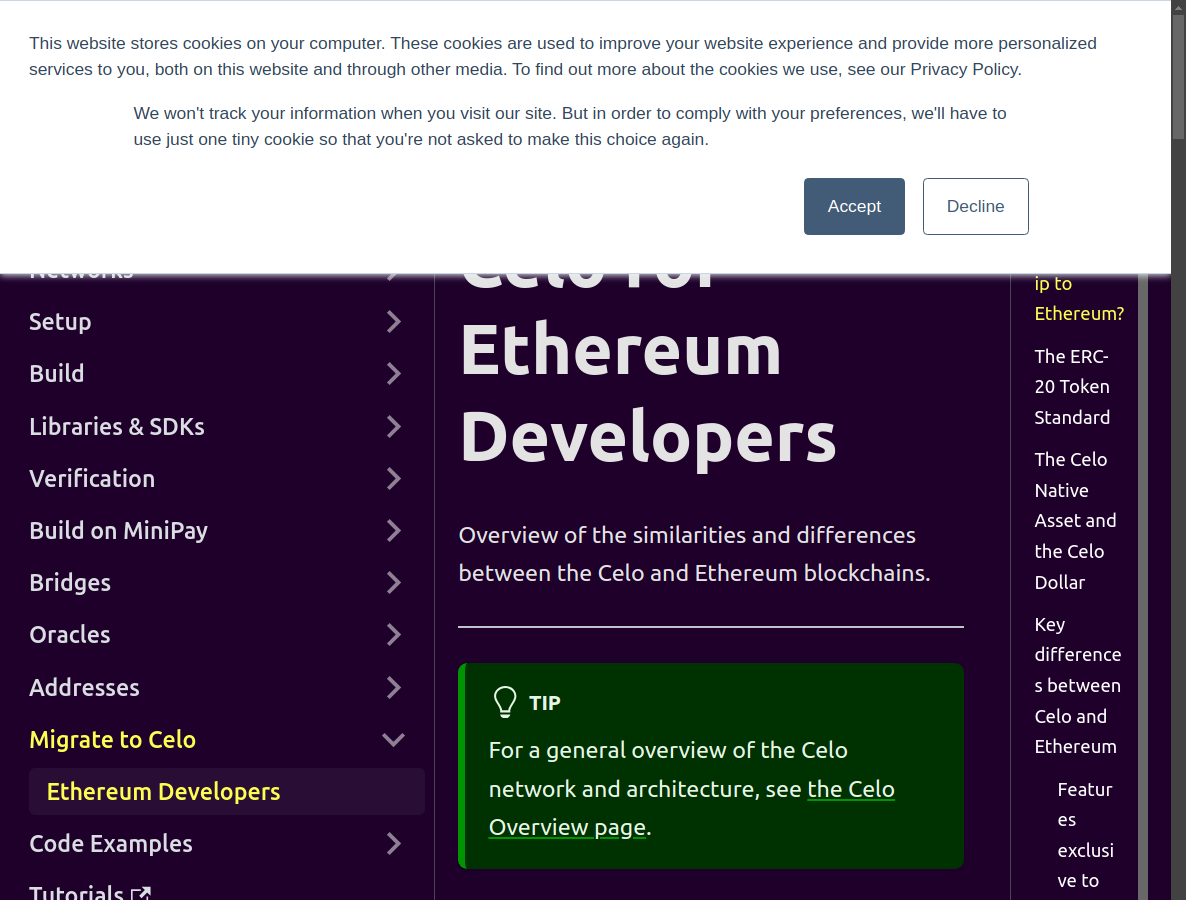 This website stores cookies on your computer. These cookies are used to improve your website experience and provide more personalized
services to you, both on this website and through other media. To find out more about the cookies we use, see our Privacy Policy.
We won't track your information when you visit our site. But in order to comply with your preferences, we'll have to
use just one tiny cookie so that you're not asked to make this choice again.
Accept
Decline
Networks
Setup
Build
Libraries & SDKs
Verification
Build on MiniPay
Bridges
Oracles
Addresses
Migrate to Celo
Ethereum Developers
Code Examples
Tutorials
Celo for
Ethereum
Developers
Overview of the similarities and differences
between the Celo and Ethereum blockchains.
TIP
For a general overview of the Celo
network and architecture, see the Celo
Overview page.
ip to
Ethereum?
The ERC-
20 Token
Standard
The Celo
Native
Asset and
the Celo
Dollar
Key
difference
s between
Celo and
Ethereum
Featur
es
exclusi
ve to